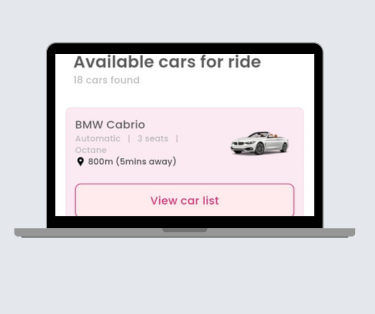 Available cars for ride
18 cars found
BMW Cabrio
Automatic | 3 seats |
Octane
800m (5mins away)
View car list